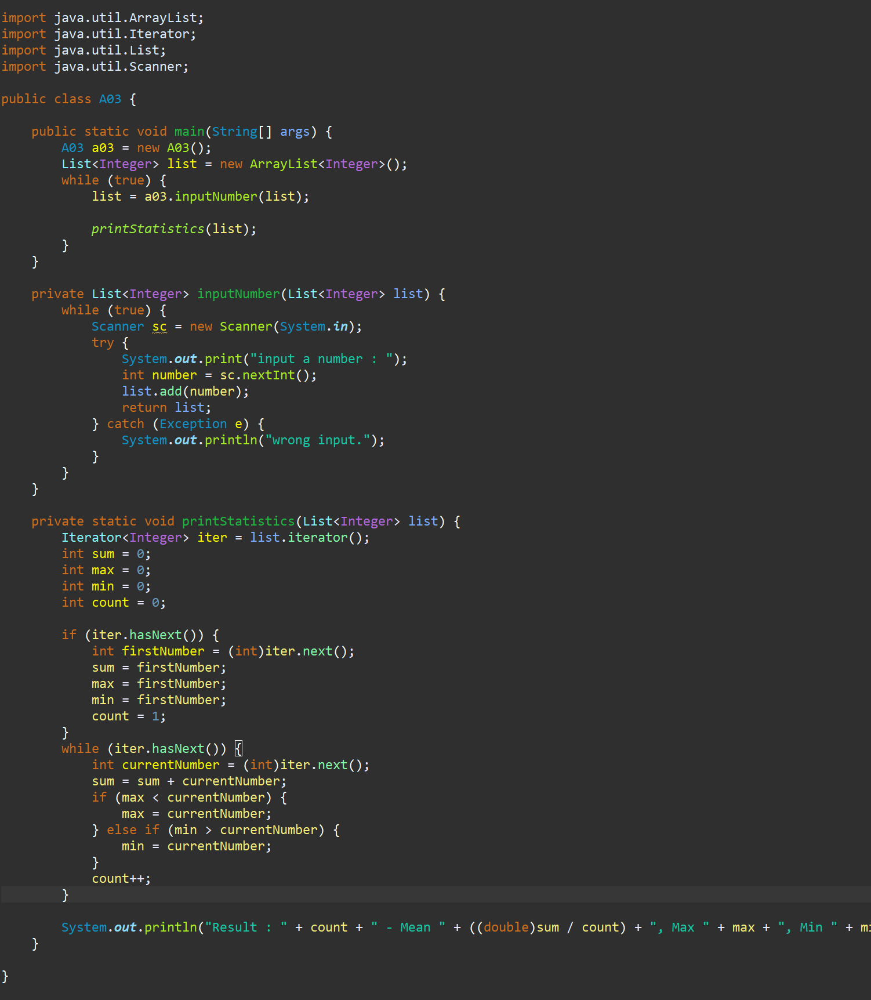 import java.util.ArrayList;
import java.util.Iterator;
import java.util.List;
import java.util.Scanner;

public class A03 {

    public static void main(String[] args) {
        A03 a03 = new A03();
        List<Integer> list = new ArrayList<Integer>();
        while (true) {
            list = a03.inputNumber(list);

            printStatistics(list);
        }
    }

    private List<Integer> inputNumber(List<Integer> list) {
        while (true) {
            Scanner sc = new Scanner(System.in);
            try {
                System.out.print("input a number : ");
                int number = sc.nextInt();
                list.add(number);
                return list;
            } catch (Exception e) {
                System.out.println("wrong input.");
            }
        }
    }

    private static void printStatistics(List<Integer> list) {
        Iterator<Integer> iter = list.iterator();
        int sum = 0;
        int max = 0;
        int min = 0;
        int count = 0;

        if (iter.hasNext()) {
            int firstNumber = (int)iter.next();
            sum = firstNumber;
            max = firstNumber;
            min = firstNumber;
            count = 1;
        }
        while (iter.hasNext()) {
            int currentNumber = (int)iter.next();
            sum = sum + currentNumber;
            if (max < currentNumber) {
                max = currentNumber;
            } else if (min > currentNumber) {
                min = currentNumber;
            }
            count++;
        }

        System.out.println("Result : " + count + " - Mean " + ((double)sum / count) + ", Max " + max + ", Min " +
    }

}